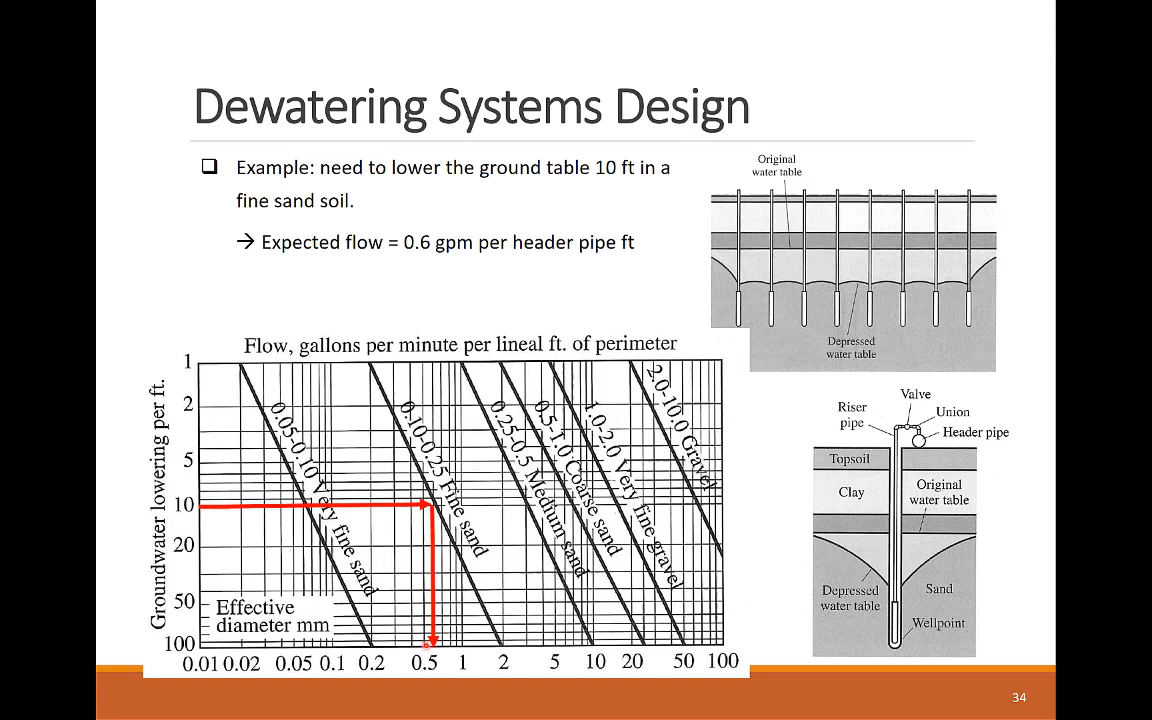 Dewatering Systems Design
Example: need to lower the ground table 10 ft in a
fine sand soil.
→ Expected flow = 0.6 gpm per header pipe ft
Original
water table
Depressed
water table
Flow, gallons per minute per lineal ft. of perimeter
Groundwater lowering per ft.
1
2
5
10
20
50
100
0.05-0.10 Very fine sand
0.10-0.25 Fine sand
0.25-0.5 Medium sand
0.5-1.0 Coarse sand
1.0-2.0 Very fine gravel
2.0-10.0 Gravel
Effective
diameter mm
0.01 0.02 0.05 0.1 0.2 0.5 1 2 5 10 20 50 100
Valve
Riser
pipe
Union
Header pipe
Topsoil
Clay
Original
water table
Depressed
water table
Sand
Wellpoint
34